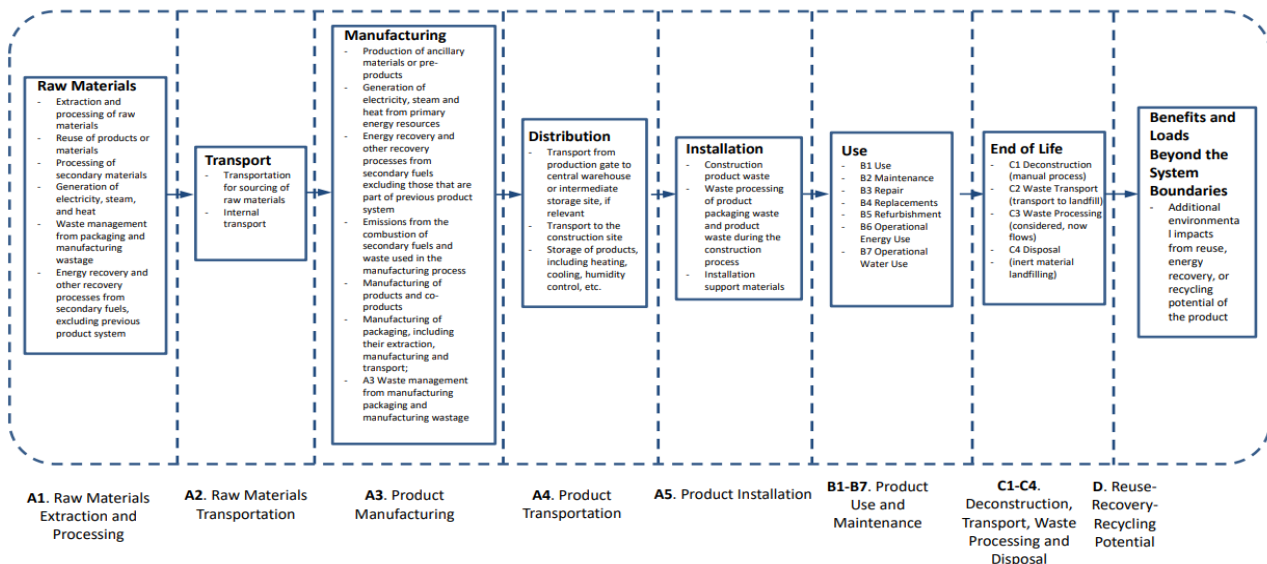 Raw Materials
- Extraction and
processing of raw
materials
- Reuse of products or
materials
- Processing of
secondary materials
- Generation of
electricity, steam,
and heat
- Waste management
from packaging and
manufacturing
wastage
- Energy recovery and
other recovery
processes from
secondary fuels,
excluding previous
product system
Transport
- Transportation
for sourcing of
raw materials
- Internal
transport
Manufacturing
- Production of ancillary
materials or pre-
products
- Generation of
electricity, steam and
heat from primary
energy resources
- Energy recovery and
other recovery
processes from
secondary fuels
excluding those that are
part of previous product
system
- Emissions from the
combustion of
secondary fuels and
waste used in the
manufacturing process
- Manufacturing of
products and co-
products
- Manufacturing of
packaging, including
their extraction,
manufacturing and
transport;
- A3 Waste management
from manufacturing
packaging and
manufacturing wastage
Distribution
- Transport from
production gate to
central warehouse
or intermediate
storage site, if
relevant
- Transport to the
construction site
- Storage of products,
including heating,
cooling, humidity
control, etc.
Installation
- Construction
product waste
- Waste processing
of product
packaging waste
and product
waste during the
construction
process
- Installation
support materials
Use
- B1 Use
- B2 Maintenance
- B3 Repair
- B4 Replacements
- B5 Refurbishment
- B6 Operational
Energy Use
- B7 Operational
Water Use
End of Life
- C1 Deconstruction
(manual process)
- C2 Waste Transport
(transport to landfill)
- C3 Waste Processing
(considered, now
flows)
- C4 Disposal
(inert material
landfilling)
Benefits and
Loads
Beyond the
System
Boundaries
- Additional
environmenta
l impacts
from reuse,
energy
recovery, or
recycling
potential of
the product
A1. Raw Materials
Extraction and
Processing
A2. Raw Materials
Transportation
A3. Product
Manufacturing
A4. Product
Transportation
A5. Product Installation
B1-B7. Product
Use and
Maintenance
C1-C4.
Deconstruction,
Transport, Waste
Processing and
Disposal
D. Reuse-
Recovery-
Recycling
Potential